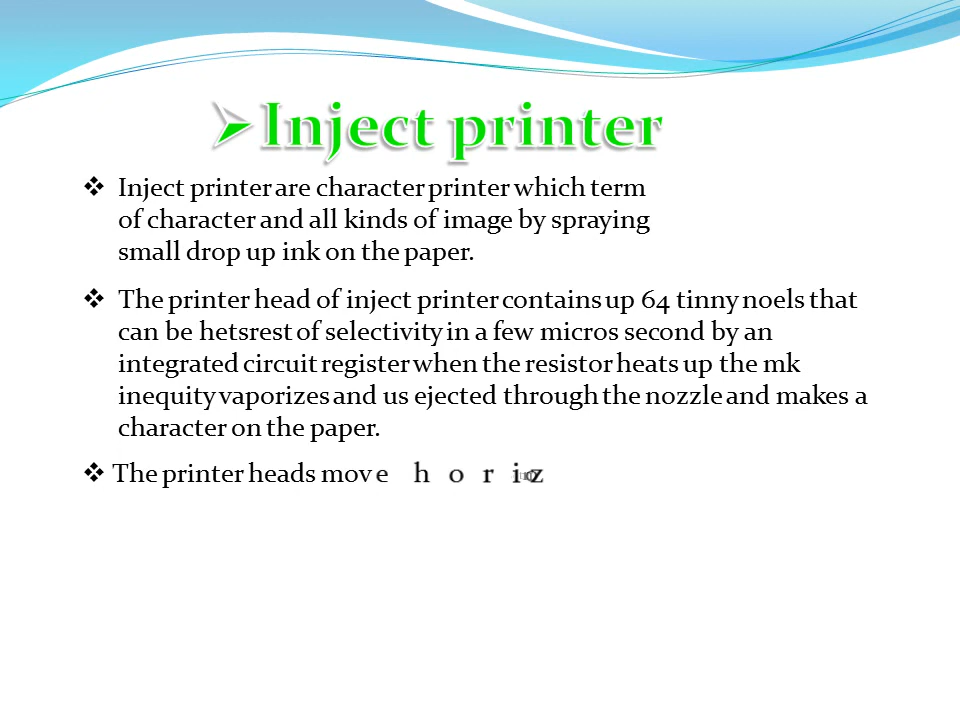 Inject printer
Inject printer are character printer which term
of character and all kinds of image by spraying
small drop up ink on the paper.
The printer head of inject printer contains up 64 tinny noels that
can be hetsrest of selectivity in a few micros second by an
integrated circuit register when the resistor heats up the mk
inequity vaporizes and us ejected through the nozzle and makes a
character on the paper.
The printer heads move h o r i z